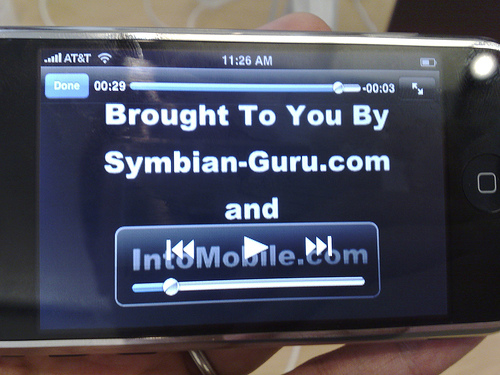 AT&T 11:26 AM
Done 00:29 -00:03
Brought To You By
Symbian-Guru.com
and
IntoMobile.com